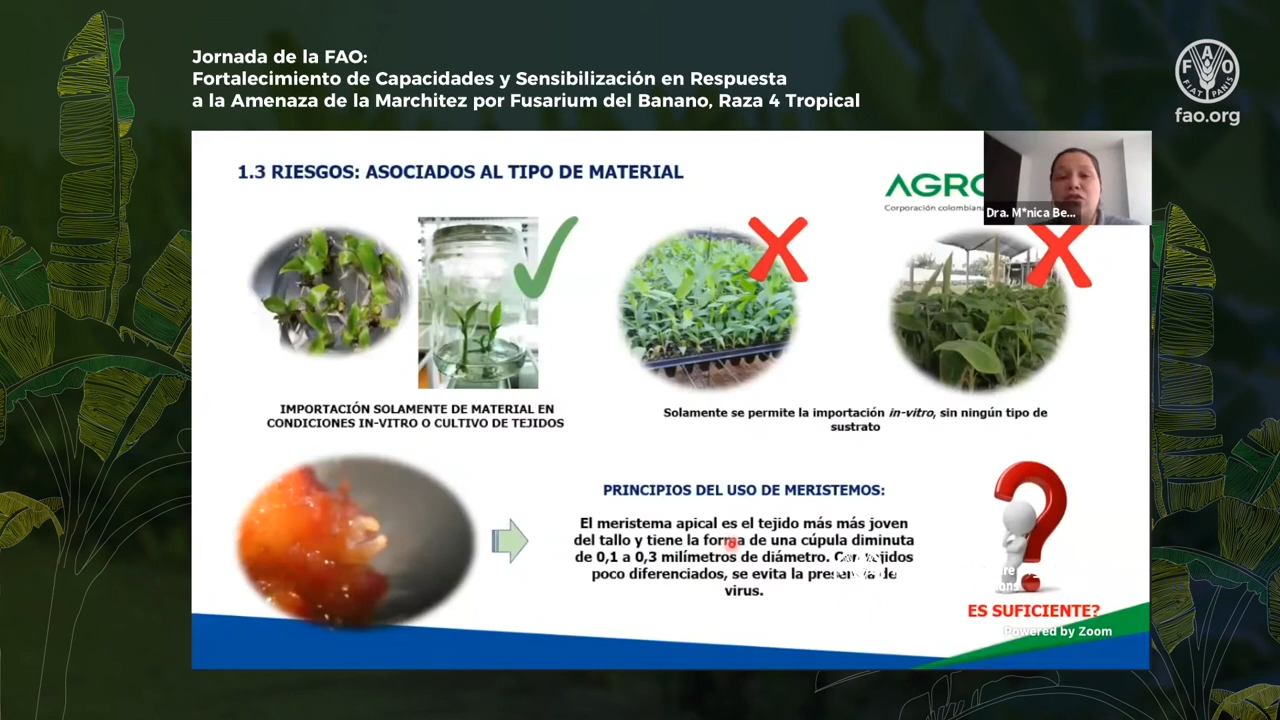 Jornada de la FAO:
Fortalecimiento de Capacidades y Sensibilización en Respuesta
a la Amenaza de la Marchitez por Fusarium del Banano, Raza 4 Tropical
FAO
FIAT PANIS
fao.org
1.3 RIESGOS: ASOCIADOS AL TIPO DE MATERIAL
AGRO
Corporación colombiana
Dra. M*nica Be...
IMPORTACIÓN SOLAMENTE DE MATERIAL EN
CONDICIONES IN-VITRO O CULTIVO DE TEJIDOS
Solamente se permite la importación in-vitro, sin ningún tipo de
sustrato
PRINCIPIOS DEL USO DE MERISTEMOS:
El meristema apical es el tejido más más joven
del tallo y tiene la forma de una cúpula diminuta
de 0,1 a 0,3 milímetros de diámetro. Con tejidos
poco diferenciados, se evita la presencia de
virus.
ES SUFICIENTE?
Powered by Zoom